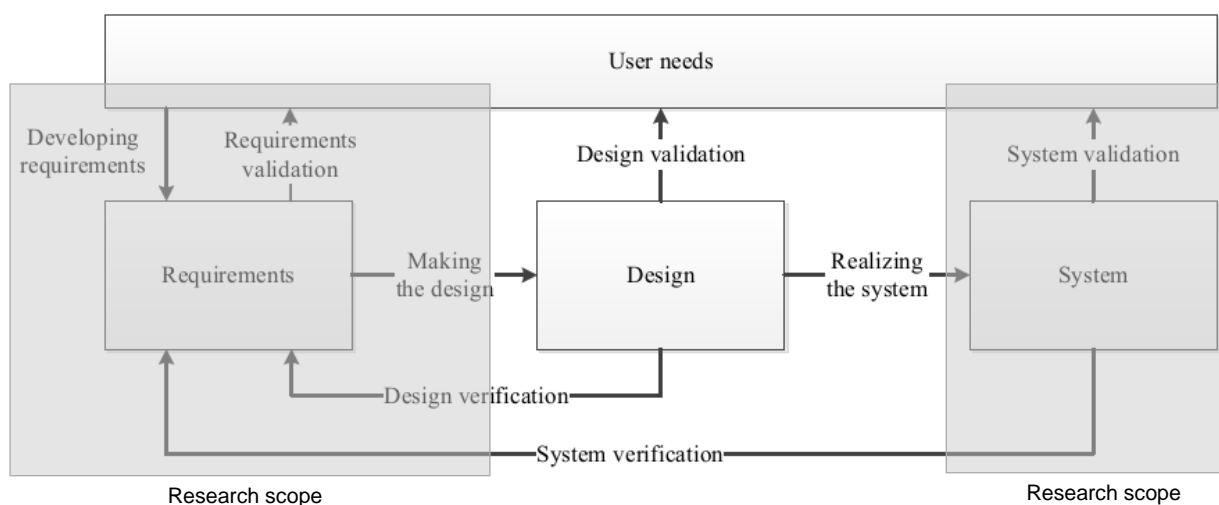 User needs
Developing
requirements
Requirements
validation
Design validation
System validation
Requirements
Making
the design
Design
Realizing
the system
System
Design verification
System verification
Research scope
Research scope